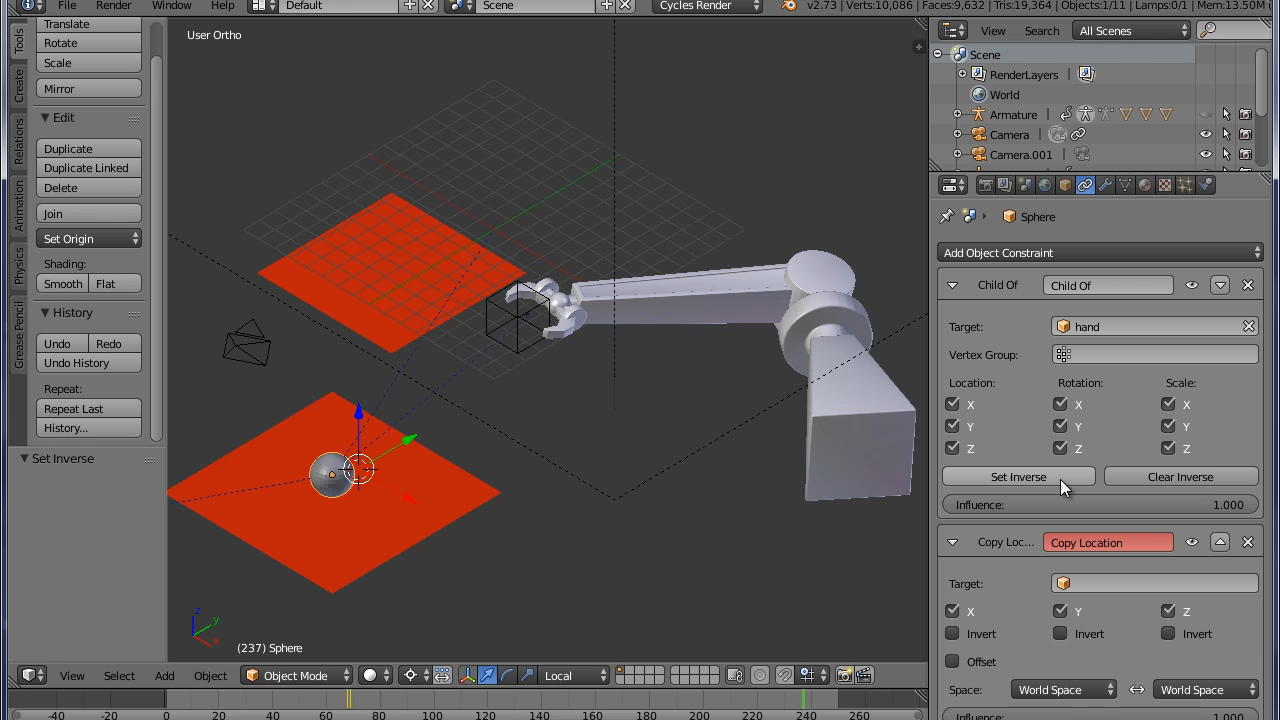 File Render Window Help Default Scene Cycles Render v2.73 | Verts:10,086 | Faces:9,632 | Tris:19,364 | Objects:1/11 | Lamps:0/1 | Mem:13.50M
Tools
Create
Relations
Animation
Physics
Grease Pencil
Translate
Rotate
Scale
Mirror
Edit
Duplicate
Duplicate Linked
Delete
Join
Set Origin
Shading:
Smooth Flat
History
Undo Redo
Undo History
Repeat:
Repeat Last
History...
Set Inverse
User Ortho
z
y
x
(237) Sphere
View Select Add Object Object Mode Local
-40 -20 0 20 40 60 80 100 120 140 160 180 200 220 240 260
View Search All Scenes
Scene
RenderLayers
World
Armature
Camera
Camera.001
Sphere
Add Object Constraint
Child Of Child Of
Target: hand
Vertex Group:
Location: Rotation: Scale:
X X X
Y Y Y
Z Z Z
Set Inverse Clear Inverse
Influence: 1.000
Copy Loc... Copy Location
Target:
X Y Z
Invert Invert Invert
Offset
Space: World Space World Space
Influence: 1.000